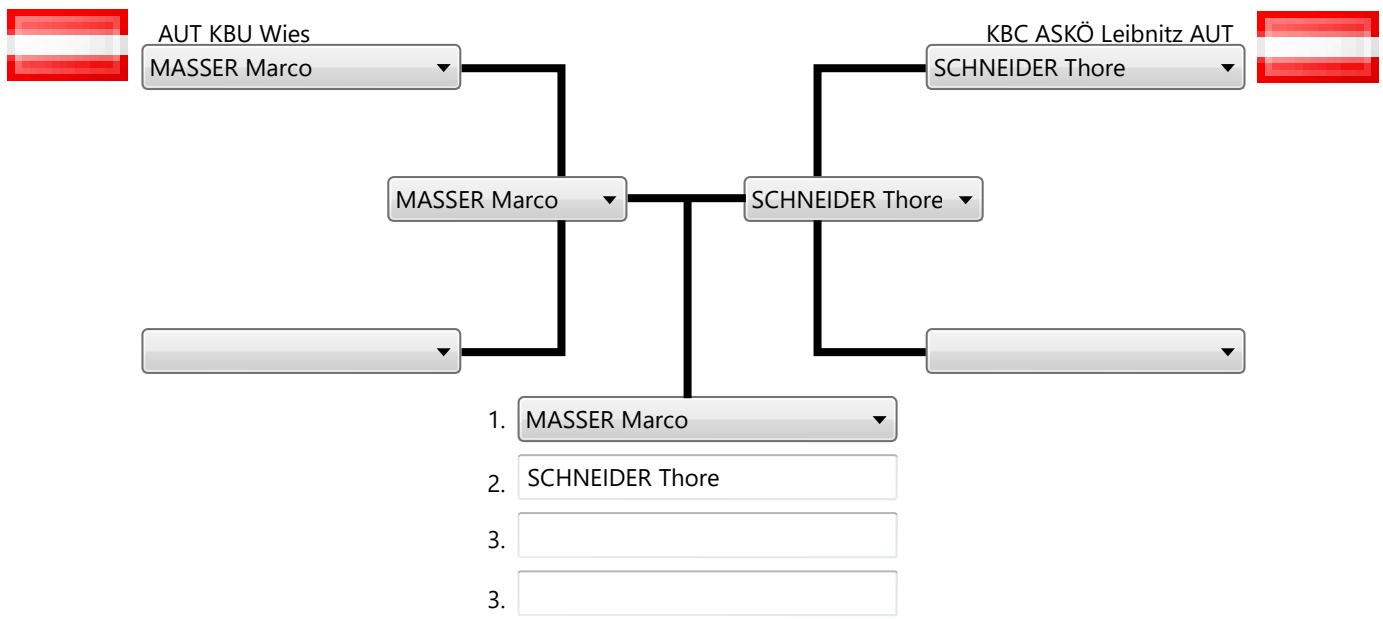 AUT KBU Wies
KBC ASKÖ Leibnitz AUT
MASSER Marco
SCHNEIDER Thore
MASSER Marco
SCHNEIDER Thore
1. MASSER Marco
2. SCHNEIDER Thore
3.
3.